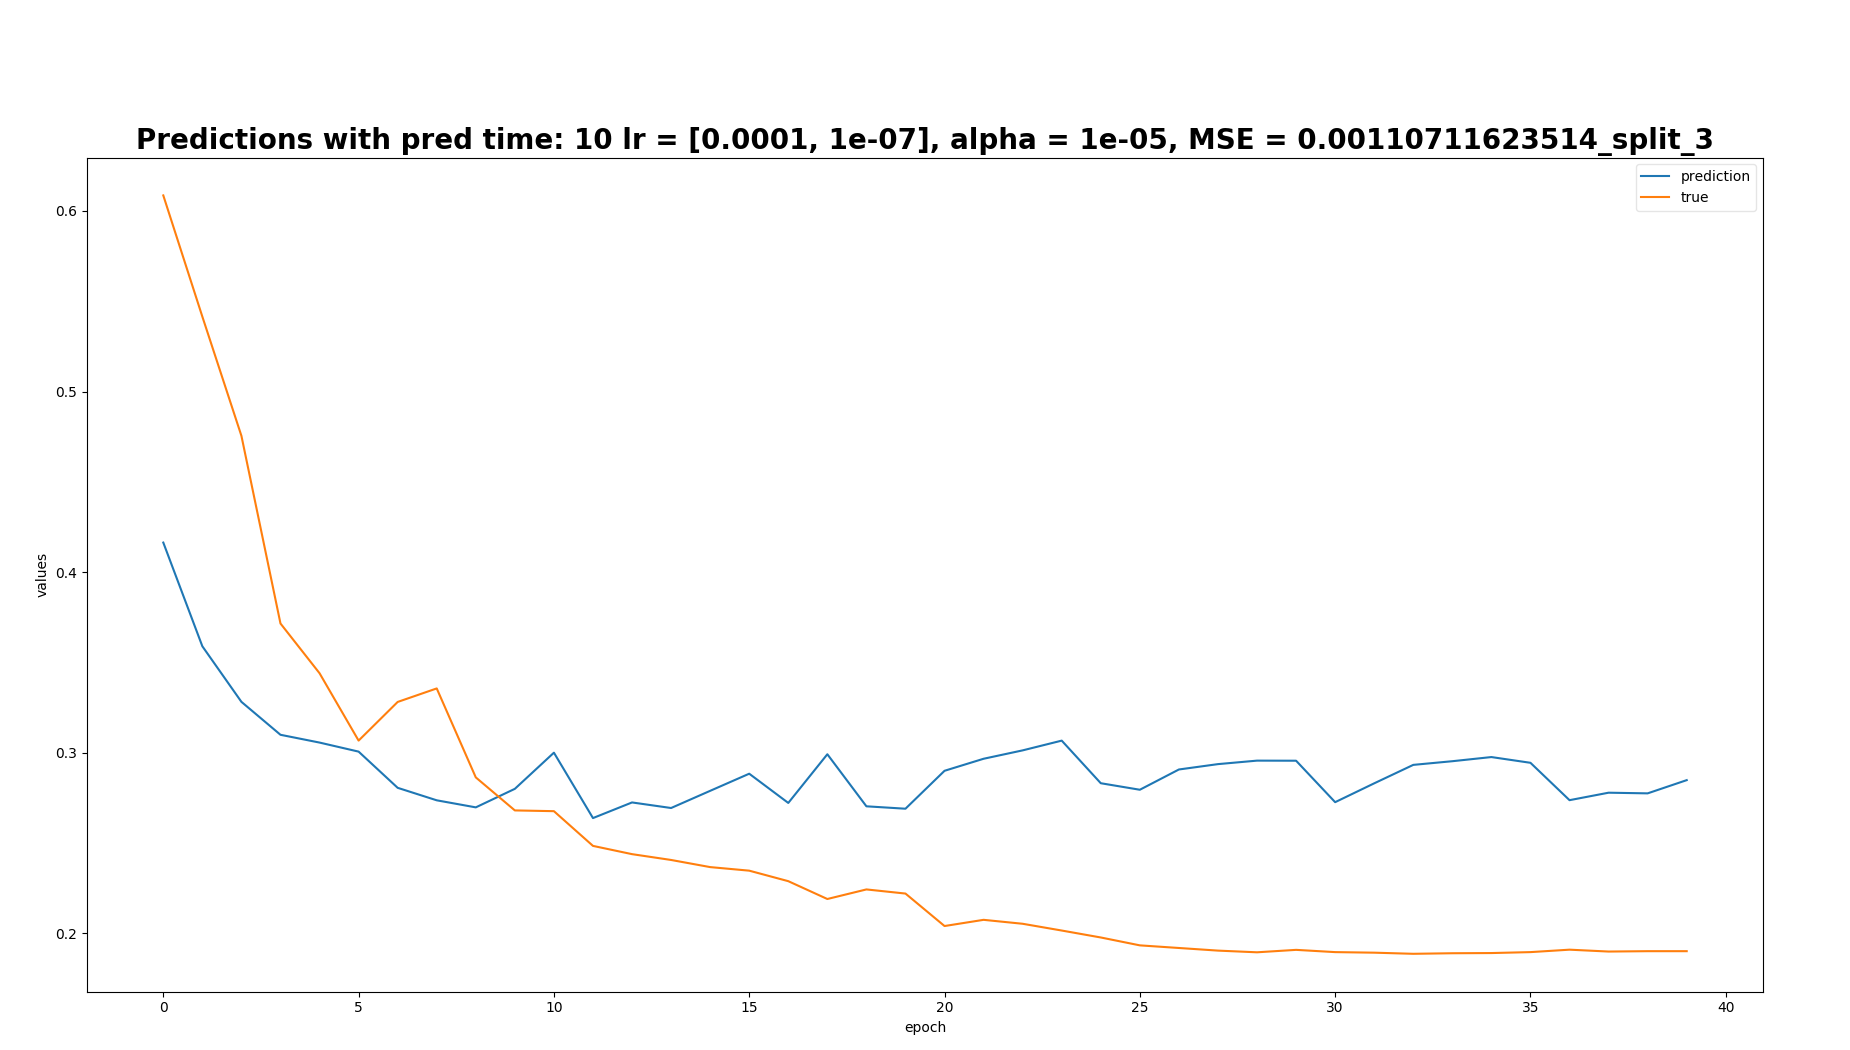 Predictions with pred time: 10 lr = [0.0001, 1e-07], alpha = 1e-05, MSE = 0.00110711623514_split_3
prediction
true
0.6
0.5
0.4
0.3
0.2
values
0 5 10 15 20 25 30 35 40
epoch